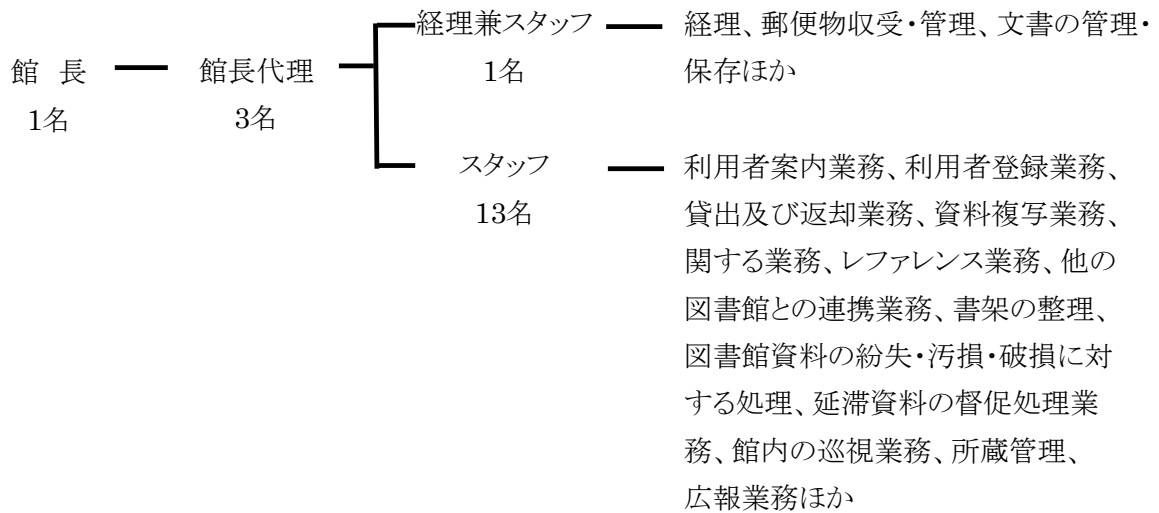 館 長
1名
館長代理
3名
経理兼スタッフ
1名
経理、郵便物収受・管理、文書の管理・
保存ほか
スタッフ
13名
利用者案内業務、利用者登録業務、
貸出及び返却業務、資料複写業務、
関する業務、レファレンス業務、他の
図書館との連携業務、書架の整理、
図書館資料の紛失・汚損・破損に対
する処理、延滞資料の督促処理業
務、館内の巡視業務、所蔵管理、
広報業務ほか